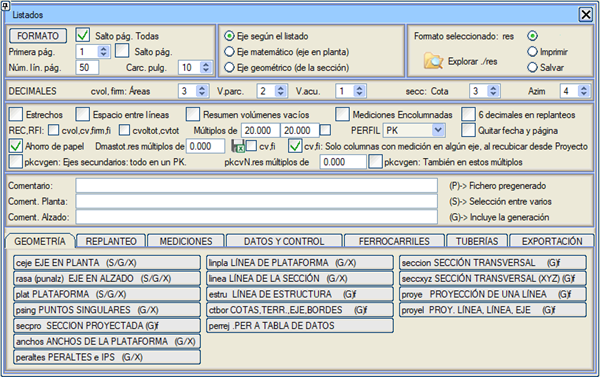 Listados
FORMATO Salto pág. Todas
Primera pág. 1 Salto pág.
Núm. lín. pág. 50 Carc. pulg. 10
Eje según el listado
Eje matemático (eje en planta)
Eje geométrico (de la sección)
Formato seleccionado: res
Explorar ./res
Imprimir
Salvar
DECIMALES cvol, firm: Áreas 3 V.parc. 2 V.acu. 1 secc: Cota 3 Azim 4
Estrechos Espacio entre líneas Resumen volúmenes vacíos Mediciones Encolumnadas 6 decimales en replanteos
REC,RFI: cvol,cv,firm,fi cvoltot,cvtot Múltiplos de 20.000 20.000 PERFIL PK Quitar fecha y página
Ahorro de papel Dmastot.res múltiplos de 0.000 cv.fi cv,fi: Solo columnas con medición en algún eje, al recubicar desde Proyecto
pkcvgen: Ejes secundarios: todo en un PK. pkcvN.res múltiplos de 0.000 pkcvgen: También en estos múltiplos
Comentario: (P)-> Fichero pregenerado
Coment. Planta: (S)-> Selección entre varios
Coment. Alzado: (G)-> Incluye la generación
GEOMETRÍA REPLANTEO MEDICIONES DATOS Y CONTROL FERROCARRILES TUBERÍAS EXPORTACIÓN
ceje EJE EN PLANTA (S/G/X)
rasa (punalz) EJE EN ALZADO (S/G/X)
plat PLATAFORMA (S/G/X)
psing PUNTOS SINGULARES (G/X)
secpro SECCION PROYECTADA (G)f
anchos ANCHOS DE LA PLATAFORMA (G/X)
peraltes PERALTES e IPS (G/X)
linpla LÍNEA DE PLATAFORMA (G/X)
linea LÍNEA DE LA SECCIÓN (G/X)
estru LÍNEA DE ESTRUCTURA (G)f
ctbor COTAS,TERR.,EJE,BORDES (G)f
perrej .PER A TABLA DE DATOS
seccion SECCIÓN TRANSVERSAL (G)f
seccxyz SECCIÓN TRANSVERSAL (XYZ) (G)f
proye PROYECCIÓN DE UNA LÍNEA (G)f
proyel PROY. LÍNEA, LÍNEA, EJE (G)f